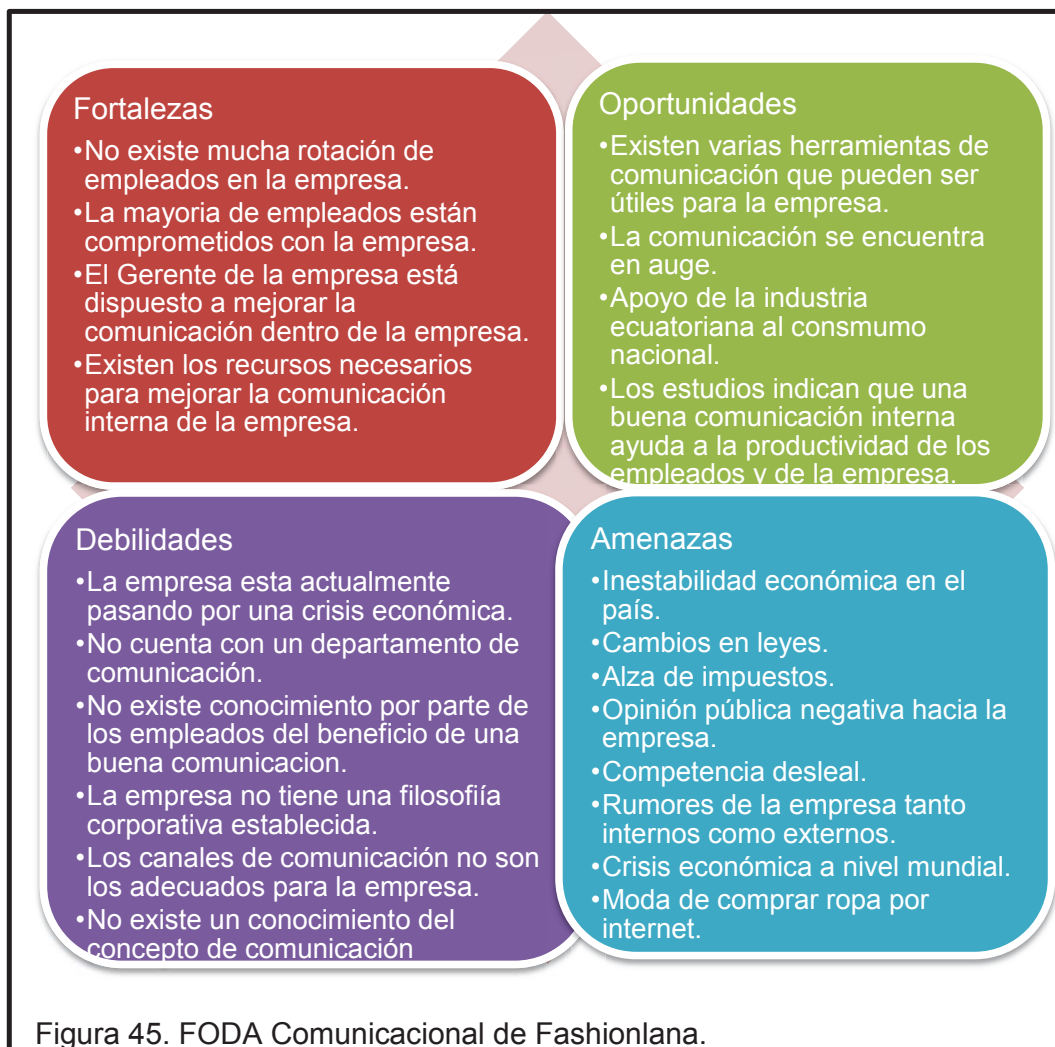 Fortalezas
•No existe mucha rotación de
empleados en la empresa.
•La mayoria de empleados están
comprometidos con la empresa.
•El Gerente de la empresa está
dispuesto a mejorar la
comunicación dentro de la empresa.
•Existen los recursos necesarios
para mejorar la comunicación
interna de la empresa.
Oportunidades
•Existen varias herramientas de
comunicación que pueden ser
útiles para la empresa.
•La comunicación se encuentra
en auge.
•Apoyo de la industria
ecuatoriana al consmumo
nacional.
•Los estudios indican que una
buena comunicación interna
ayuda a la productividad de los
empleados y de la empresa.
Debilidades
•La empresa esta actualmente
pasando por una crisis económica.
•No cuenta con un departamento de
comunicación.
•No existe conocimiento por parte de
los empleados del beneficio de una
buena comunicacion.
•La empresa no tiene una filosofiía
corporativa establecida.
•Los canales de comunicación no son
los adecuados para la empresa.
•No existe un conocimiento del
concepto de comunicación
Amenazas
•Inestabilidad económica en el
país.
•Cambios en leyes.
•Alza de impuestos.
•Opinión pública negativa hacia la
empresa.
•Competencia desleal.
•Rumores de la empresa tanto
internos como externos.
•Crisis económica a nivel mundial.
•Moda de comprar ropa por
internet.
Figura 45. FODA Comunicacional de Fashionlana.